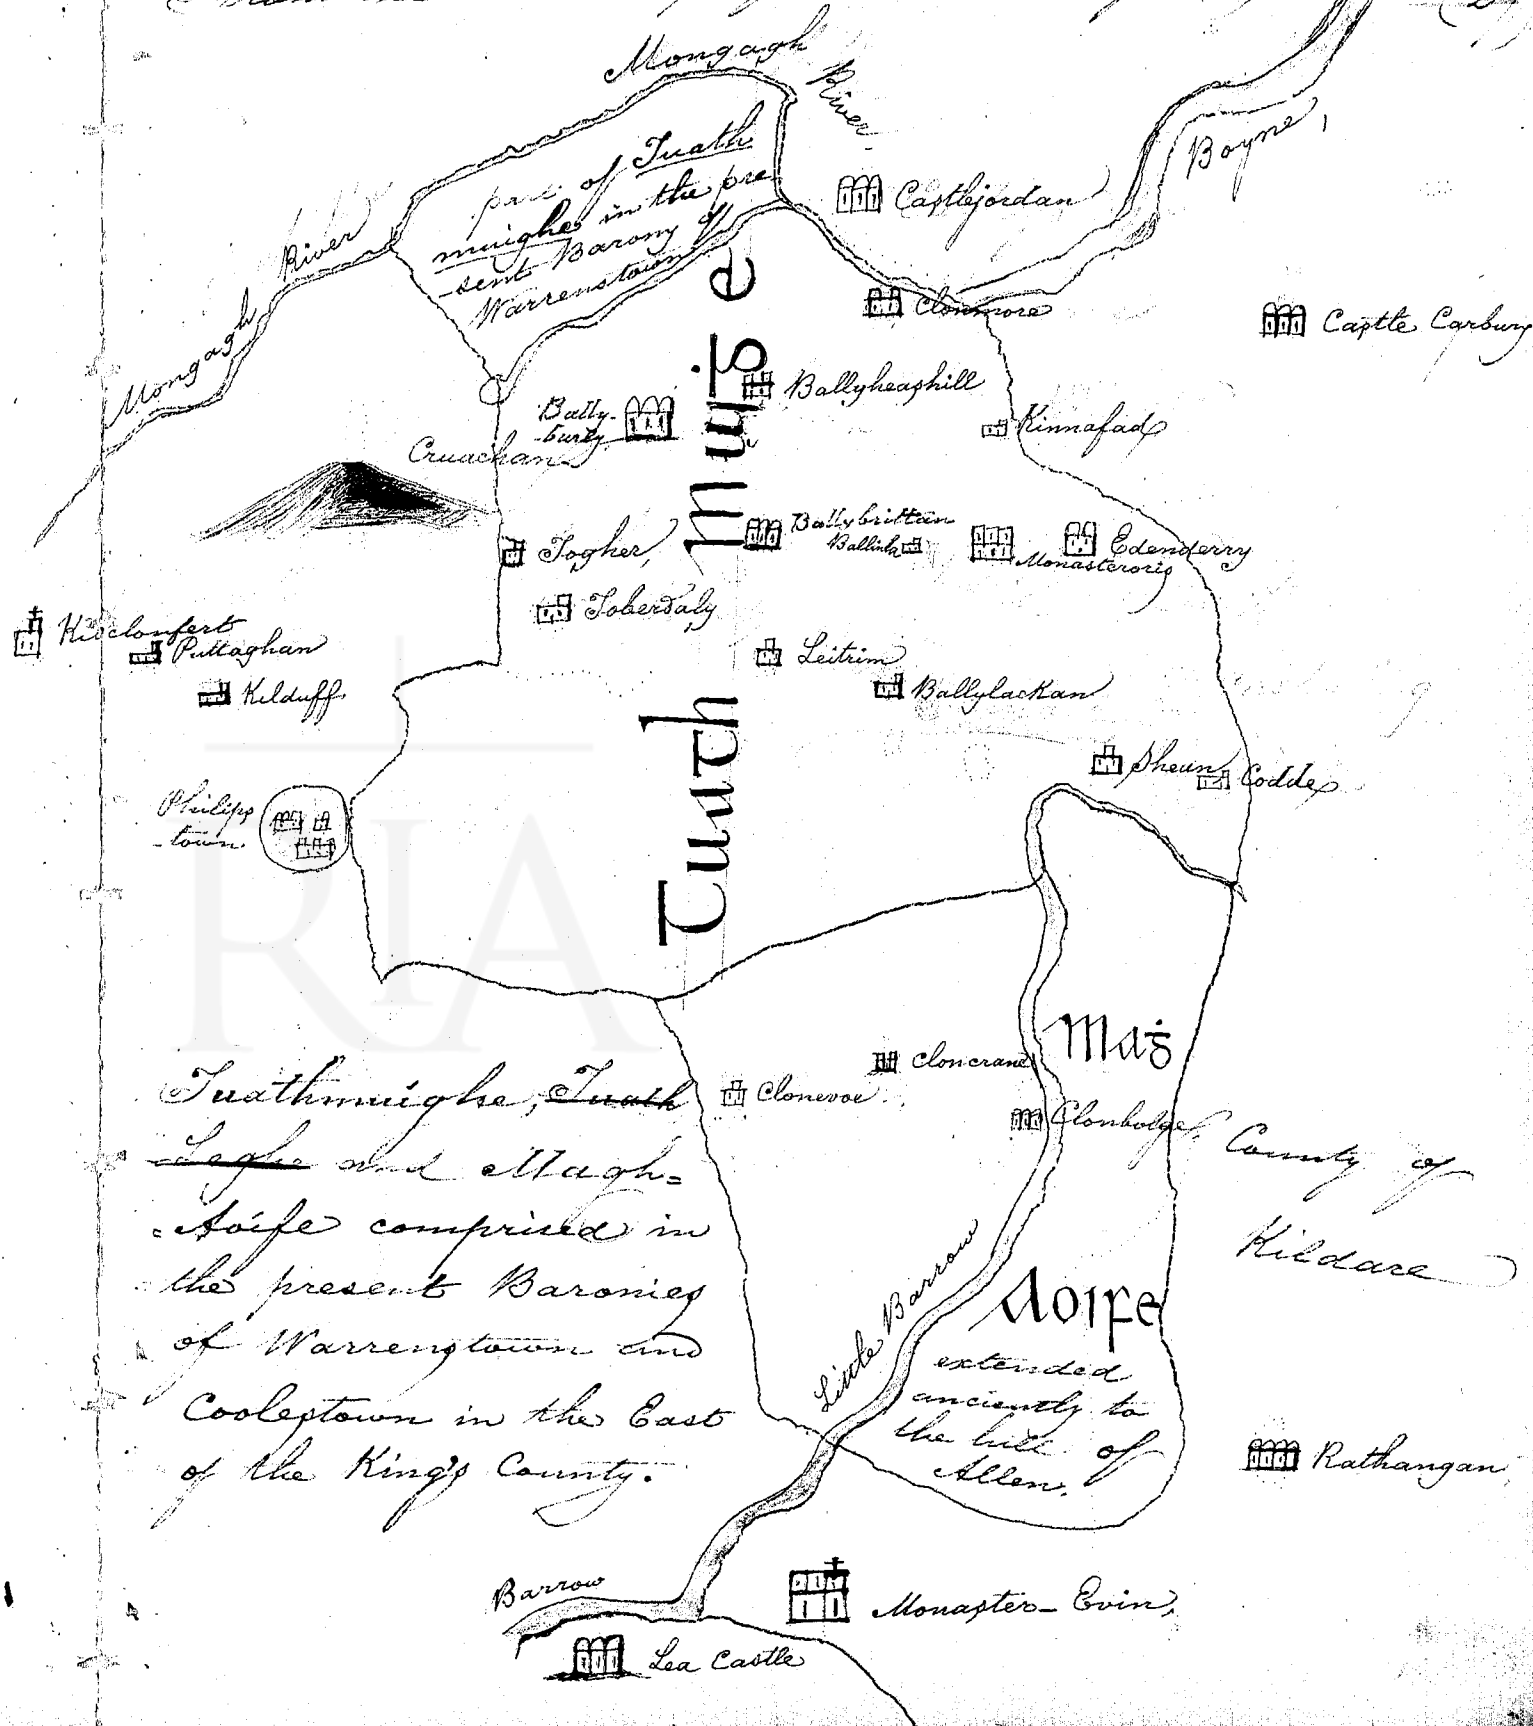 Mongagh
River.
Boyne,
part of Tuath
muighe in the pre
-sent Barony of
Warrenstown
Castlejordan
River
Mongagh
Clonmore
Castle Carbury
Tuath Muiġe
Bally-
-burly
Ballyheashill
Kinnafad
Cruachan
Togher,
Ballybrittan
Ballinla
Monasteroris
Edenderry
Toberdaly
Kilclonfert
Puttaghan
Leitrim
Kilduff.
Ballylackan
Philips
-town.
Shean
Codde
Maġ
Cloncrane
Clonevoe.
Clonbolge.
Tuathmuighe, Tuath
Leghe and Magh=
=Aoife comprised in
the present Baronies
of Warrenstown and
Coolestown in the East
of the King's County.
County of
Kildare
Little Barrow
Aoife
extended
anciently to
the hill of
Allen.
Rathangan
Barrow
Monaster-Evin,
Lea Castle
RIA